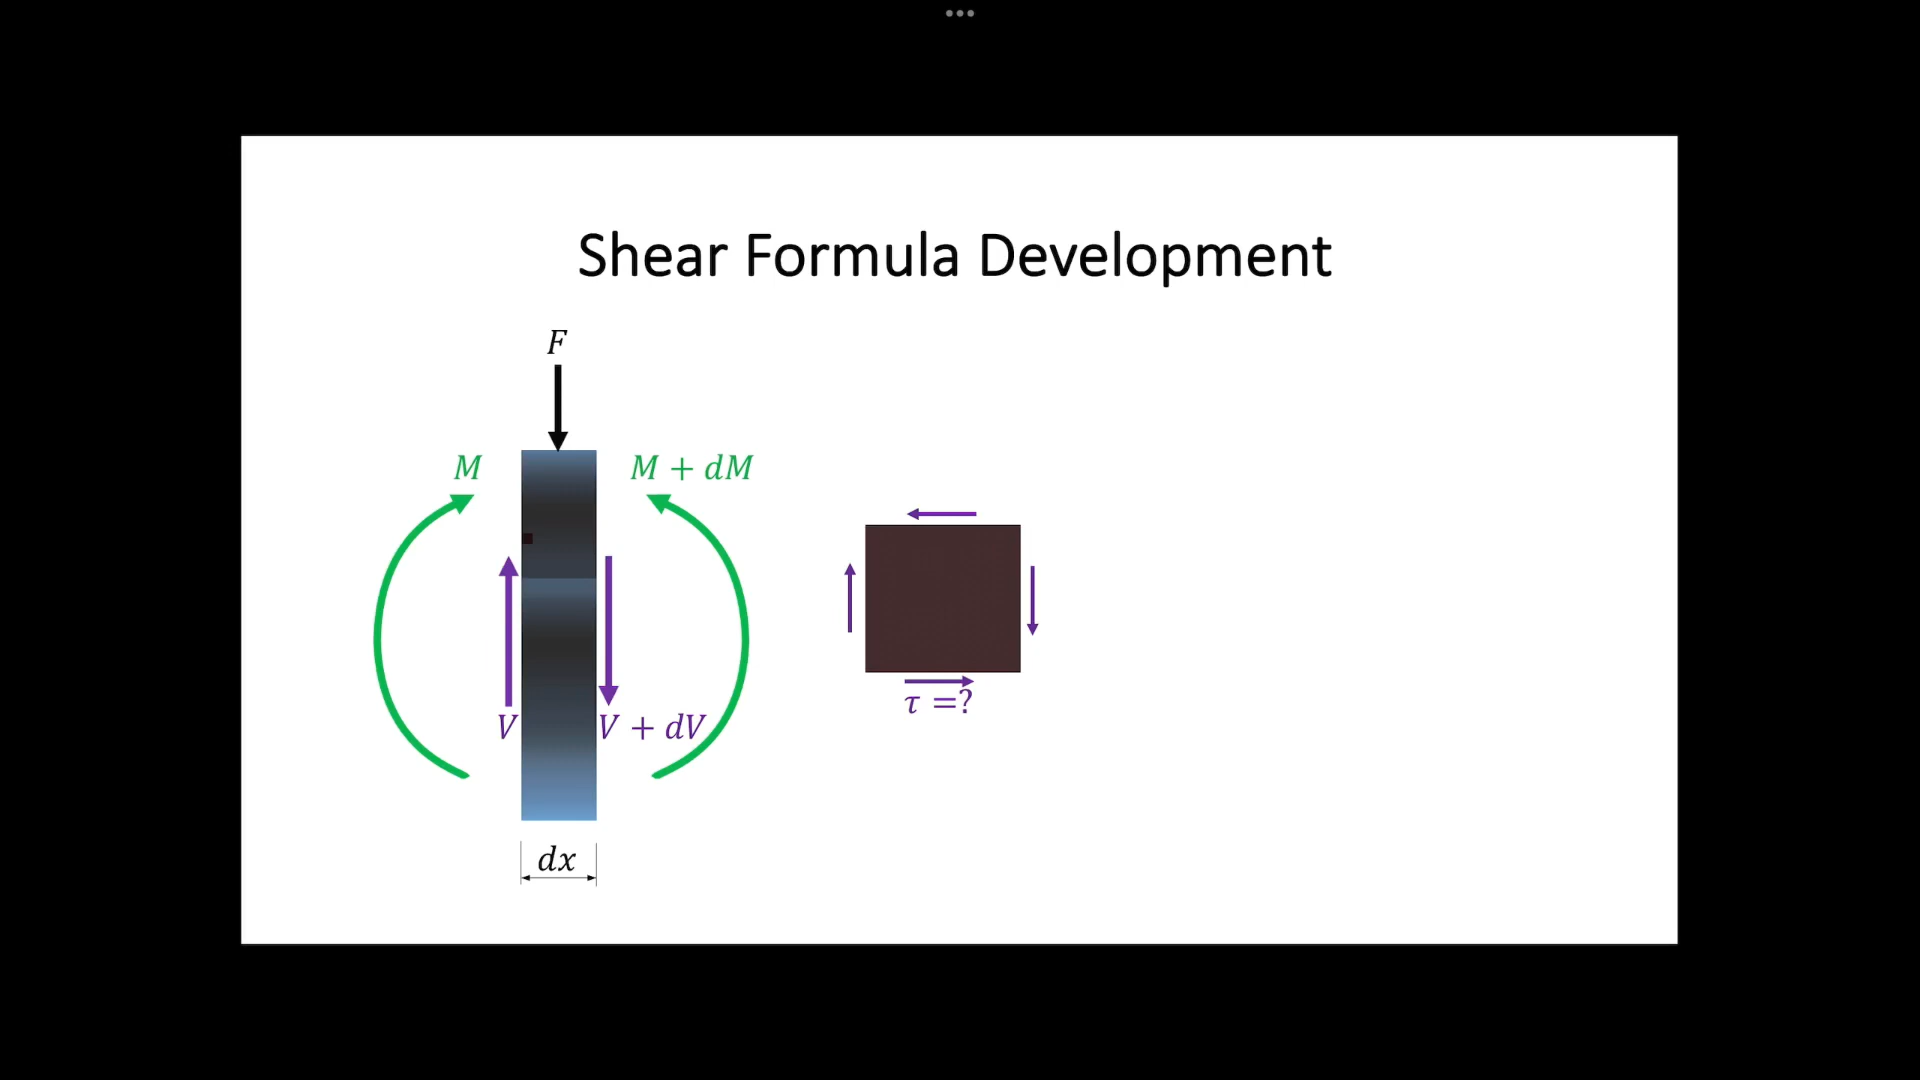 Shear Formula Development
F
M
M + dM
V
V + dV
τ =?
dx